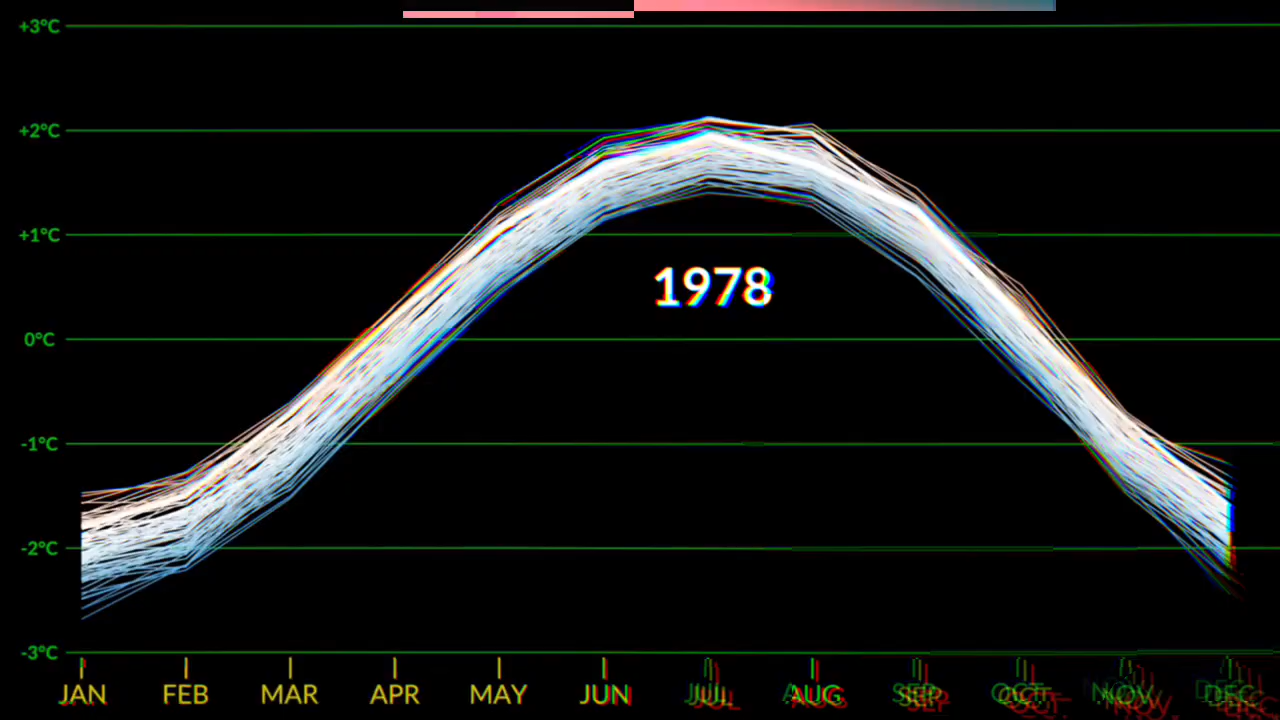 +3°C
+2°C
+1°C
1978
0°C
-1°C
-2°C
-3°C
JAN FEB MAR APR MAY JUN JUL AUG SEP OCT NOV DEC